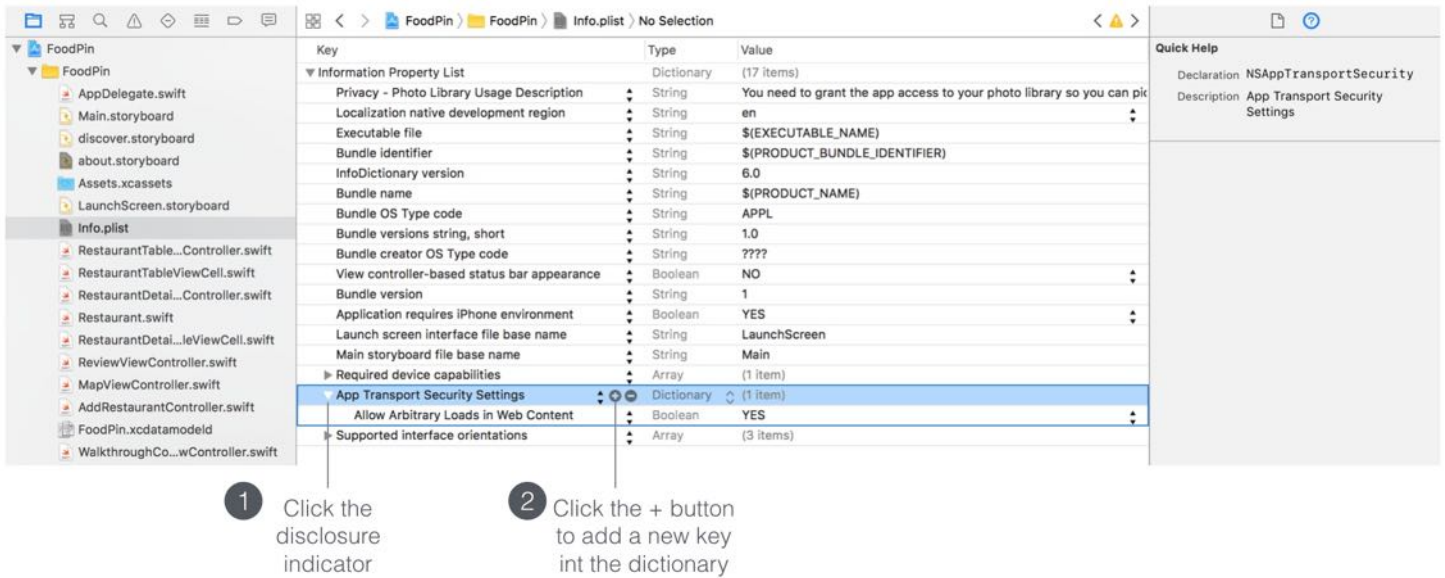 FoodPin FoodPin Info.plist No Selection
FoodPin
FoodPin
AppDelegate.swift
Main.storyboard
discover.storyboard
about.storyboard
Assets.xcassets
LaunchScreen.storyboard
Info.plist
RestaurantTable...Controller.swift
RestaurantTableViewCell.swift
RestaurantDetai...Controller.swift
Restaurant.swift
RestaurantDetai...leViewCell.swift
ReviewViewController.swift
MapViewController.swift
AddRestaurantController.swift
FoodPin.xcdatamodeld
WalkthroughCo...wController.swift
Key Type Value
Information Property List Dictionary (17 items)
Privacy - Photo Library Usage Description String You need to grant the app access to your photo library so you can pic
Localization native development region String en
Executable file String $(EXECUTABLE_NAME)
Bundle identifier String $(PRODUCT_BUNDLE_IDENTIFIER)
InfoDictionary version String 6.0
Bundle name String $(PRODUCT_NAME)
Bundle OS Type code String APPL
Bundle versions string, short String 1.0
Bundle creator OS Type code String ????
View controller-based status bar appearance Boolean NO
Bundle version String 1
Application requires iPhone environment Boolean YES
Launch screen interface file base name String LaunchScreen
Main storyboard file base name String Main
Required device capabilities Array (1 item)
App Transport Security Settings Dictionary (1 item)
Allow Arbitrary Loads in Web Content Boolean YES
Supported interface orientations Array (3 items)
Quick Help
Declaration NSAppTransportSecurity
Description App Transport Security
Settings
1 Click the
disclosure
indicator
2 Click the + button
to add a new key
int the dictionary